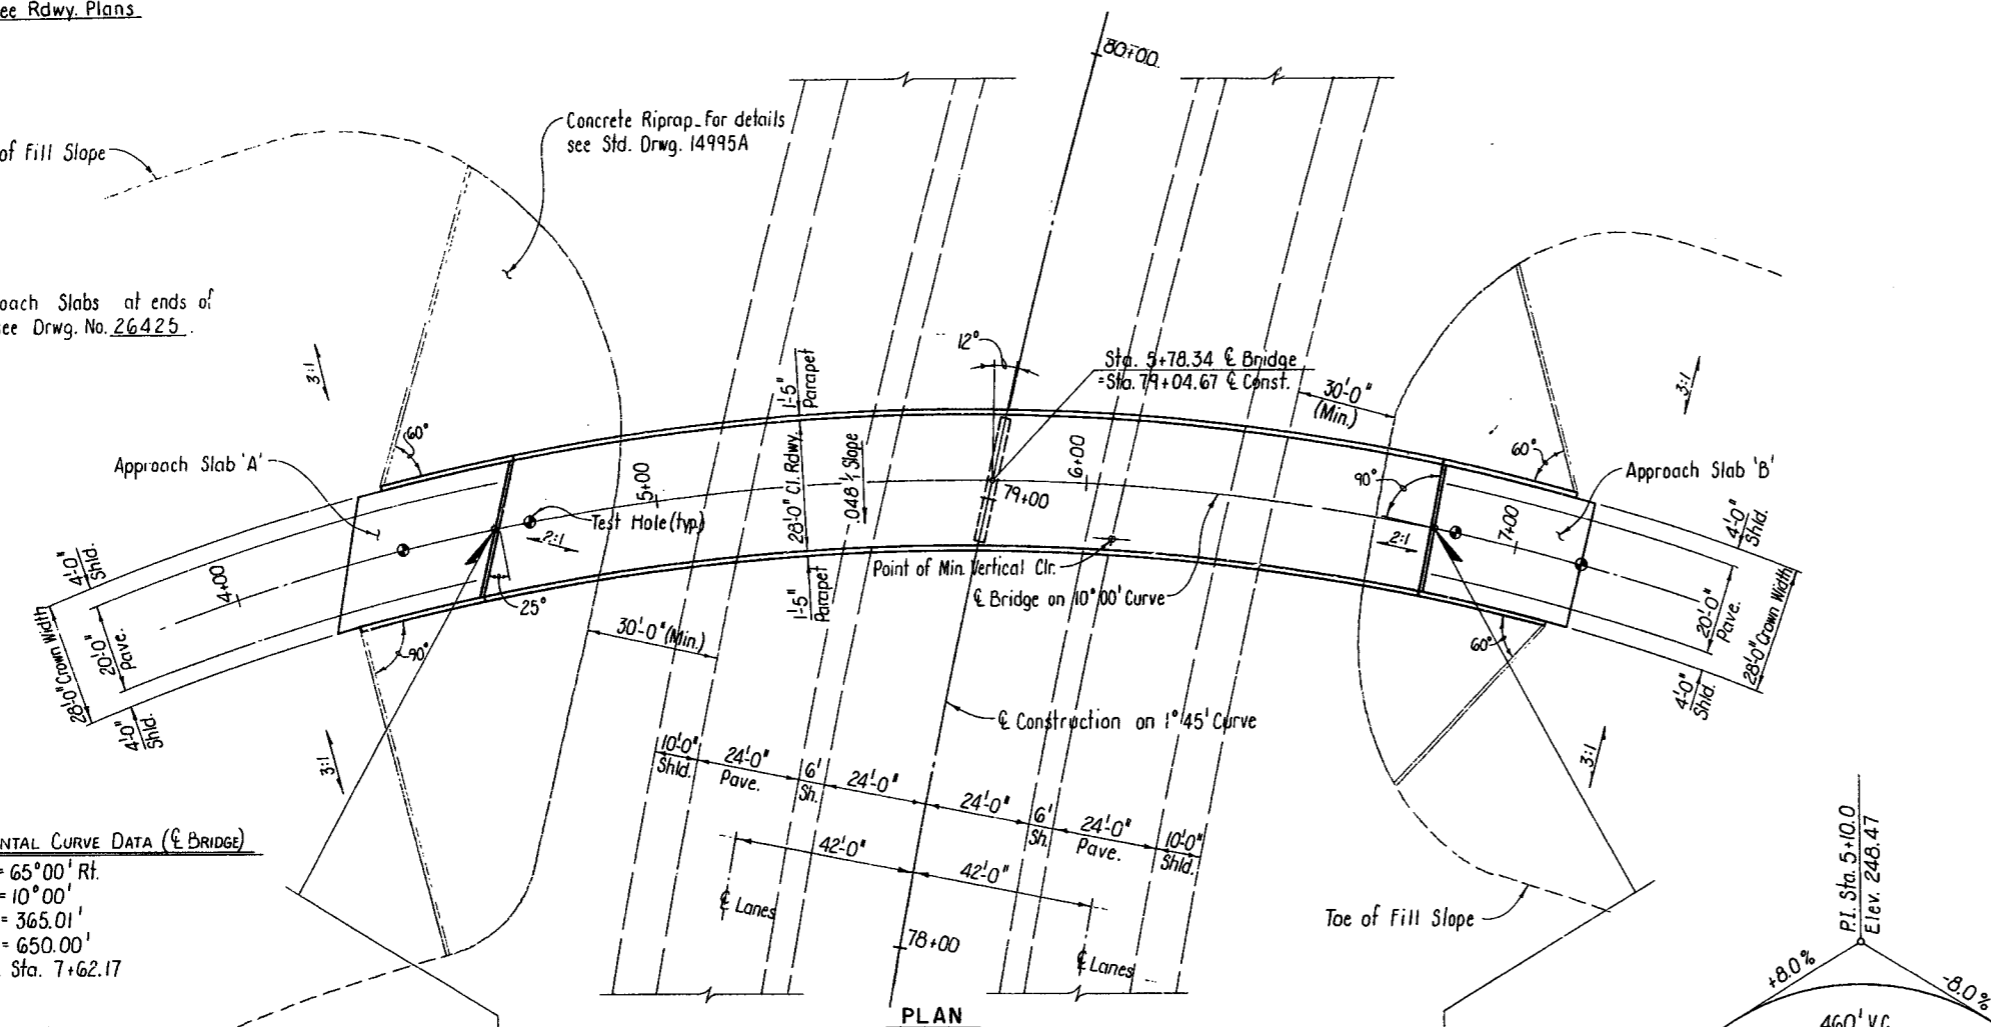 ee Rdwy. Plans
80+00
Concrete Riprap-For details
see Std. Drwg. 14995A
of Fill Slope
oach Slabs at ends of
ee Drwg. No. 26425.
3:1
12°
Sta. 5+78.34 ℄ Bridge
=Sta. 79+04.67 ℄ Const.
30'-0"
(Min.)
3:1
1'-5"
Parapet
60°
60°
Approach Slab 'A'
28'-0" Cl. Rdwy.
.048 ⅟ Slope
6+00
90°
Approach Slab 'B'
5+00
79+00
Test Hole (typ.)
2:1
2:1
7+00
4'-0"
Shld.
4'-0"
Shld.
4+00
Point of Min. Vertical Clr.
℄ Bridge on 10°00' Curve
1'-5"
Parapet
25°
30'-0" (Min.)
90°
60°
20'-0"
Pave.
28'-0" Crown Width
20'-0"
Pave.
28'-0" Crown Width
4'-0"
Shld.
4'-0"
Shld.
℄ Construction on 1°45' Curve
3:1
3:1
10'-0"
Shld.
24'-0"
Pave.
6'
Sh.
24'-0"
24'-0"
6'
Sh.
24'-0"
Pave.
10'-0"
Shld.
42'-0"
42'-0"
℄ Lanes
℄ Lanes
78+00
Toe of Fill Slope
NTAL CURVE DATA (℄ BRIDGE)
= 65°00' Rt.
= 10°00'
= 365.01'
= 650.00'
Sta. 7+62.17
P.I. Sta. 5+10.0
Elev. 248.47
+8.0%
-8.0%
460' V.C.
PLAN